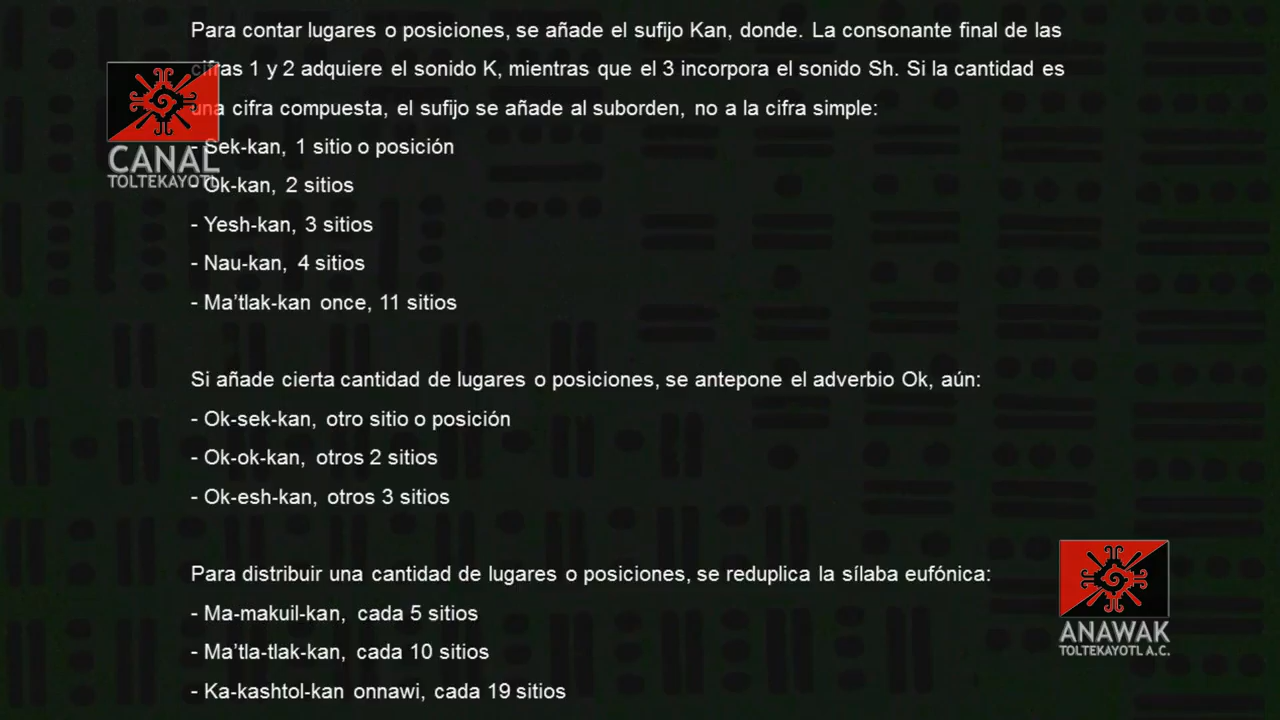 Para contar lugares o posiciones, se añade el sufijo Kan, donde. La consonante final de las
cifras 1 y 2 adquiere el sonido K, mientras que el 3 incorpora el sonido Sh. Si la cantidad es
una cifra compuesta, el sufijo se añade al suborden, no a la cifra simple:
- Sek-kan, 1 sitio o posición
CANAL
TOLTEKAYOTL
- Ok-kan, 2 sitios
- Yesh-kan, 3 sitios
- Nau-kan, 4 sitios
- Ma’tlak-kan once, 11 sitios
Si añade cierta cantidad de lugares o posiciones, se antepone el adverbio Ok, aún:
- Ok-sek-kan, otro sitio o posición
- Ok-ok-kan, otros 2 sitios
- Ok-esh-kan, otros 3 sitios
Para distribuir una cantidad de lugares o posiciones, se reduplica la sílaba eufónica:
- Ma-makuil-kan, cada 5 sitios
- Ma’tla-tlak-kan, cada 10 sitios
- Ka-kashtol-kan onnawi, cada 19 sitios
ANAWAK
TOLTEKAYOTL A.C.